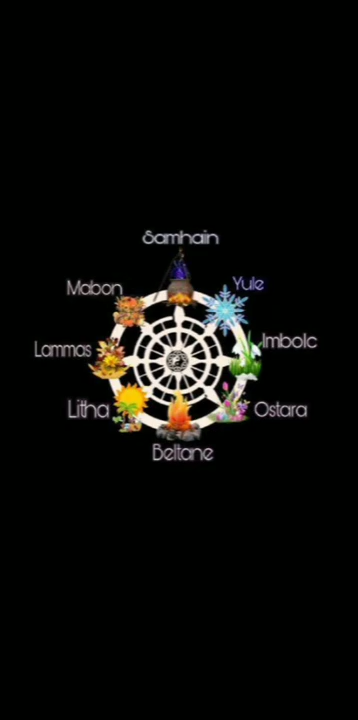 Samhain
Mabon
Yule
Imbolc
Lammas
Litha
Ostara
Beltane